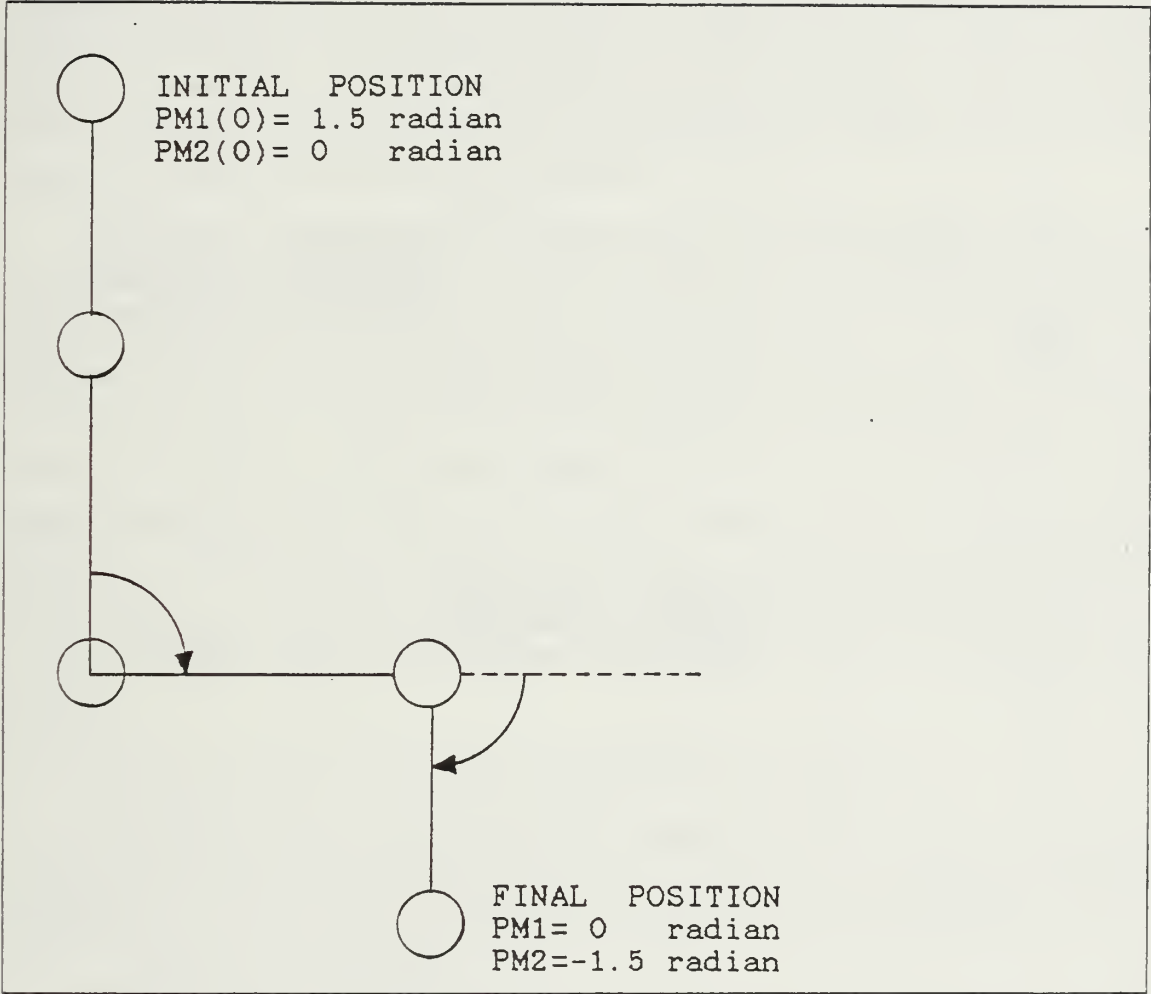 INITIAL POSITION
PM1(0)= 1.5 radian
PM2(0)= 0 radian
FINAL POSITION
PM1= 0 radian
PM2=-1.5 radian